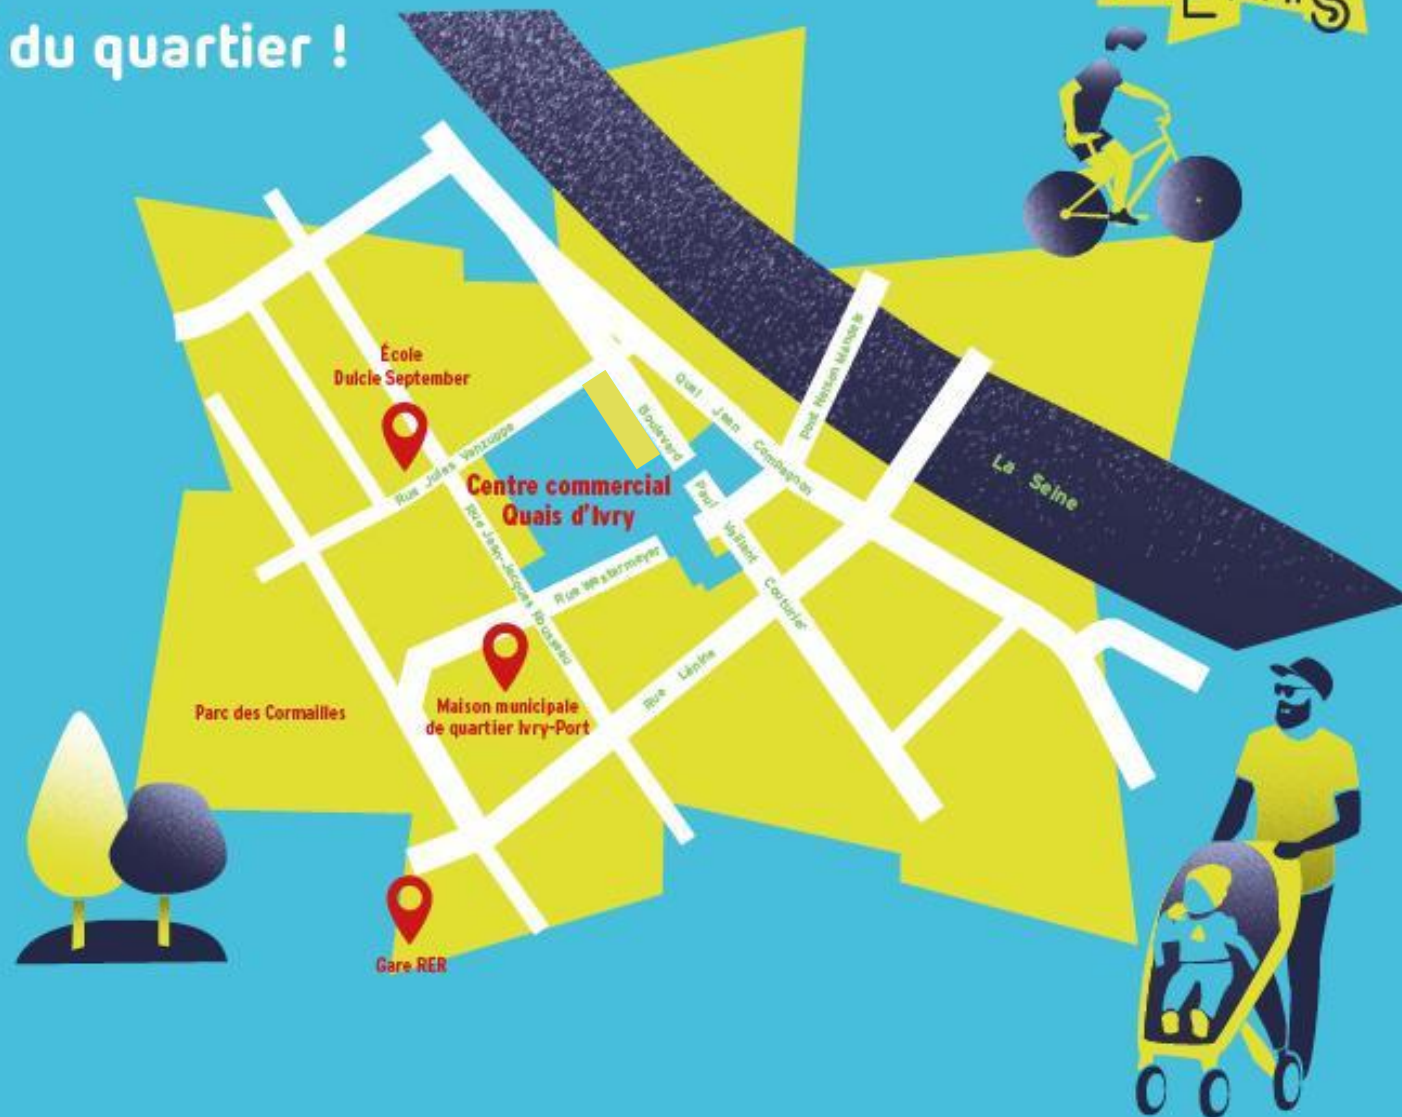 du quartier !
École
Dulcie September
Rue Jules Vanzuppe
Centre commercial
Quais d'Ivry
Boulevard
Paul Vaillant Couturier
Quai Jean Compagnon
pont Nelson Mandela
La Seine
rue Jean-Jacques Rousseau
Rue Westermeyer
Rue Lénine
Parc des Cormailles
Maison municipale
de quartier Ivry-Port
Gare RER